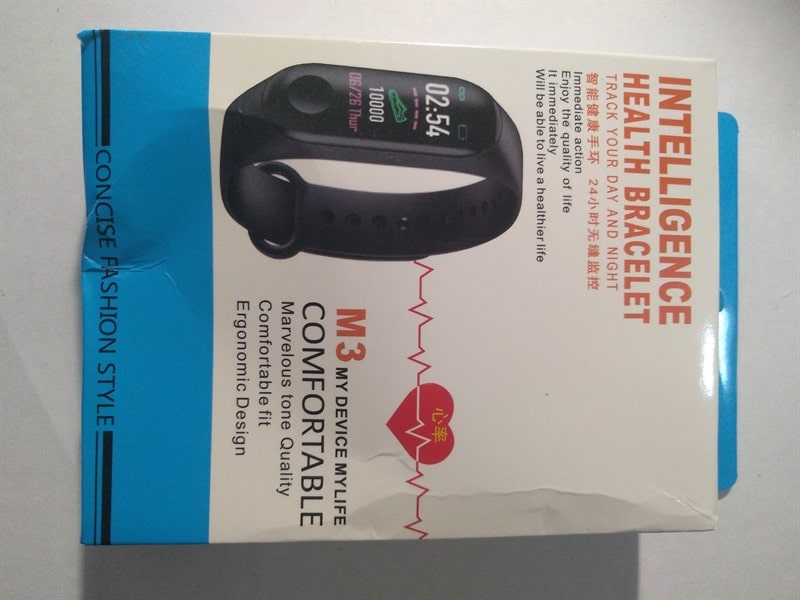 INTELLIGENCE
HEALTH BRACELET
TRACK YOUR DAY AND NIGHT
智能健康手环 24小时无缝监控
Immediate action
Enjoy the quality of life
It immediately
Will be able to live a healthier life
02:54
10000
06/26 Thur
心率
M3 MY DEVICE MYLIFE
COMFORTABLE
Marvelous tone Quality
Comfortable fit
Ergonomic Design
CONCISE FASHION STYLE